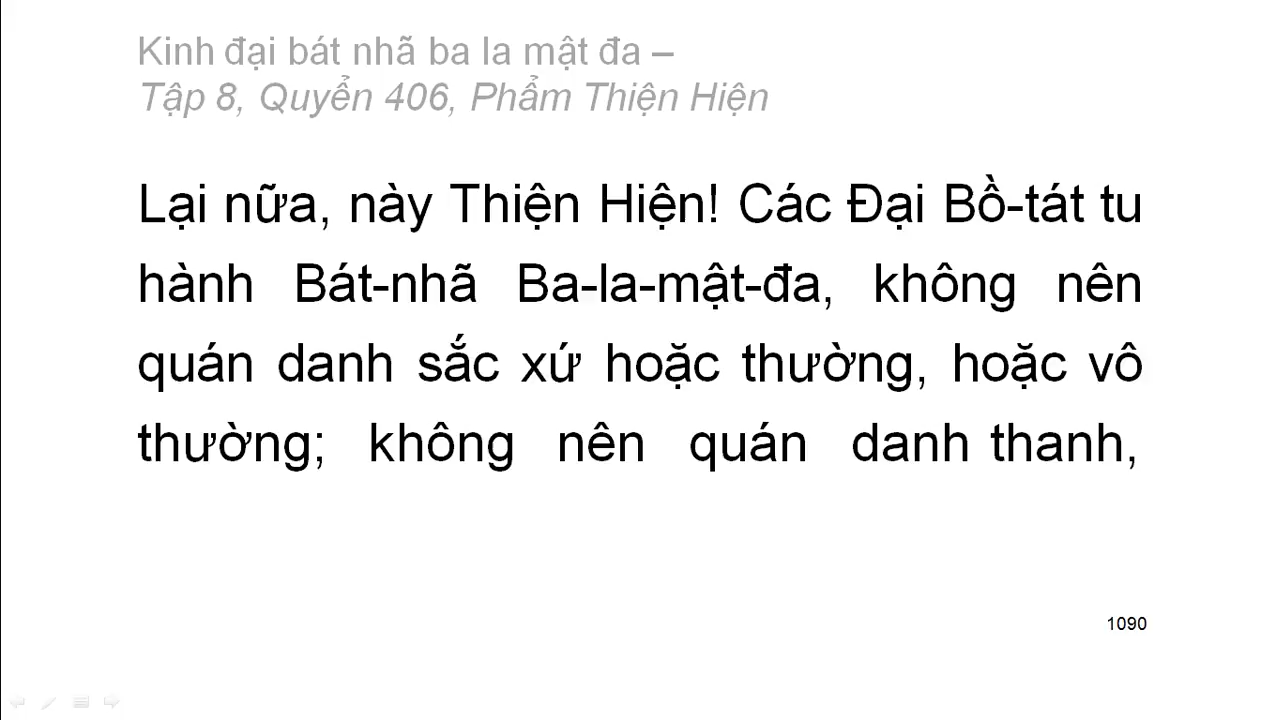 Kinh đại bát nhã ba la mật đa –
Tập 8, Quyển 406, Phẩm Thiện Hiện
Lại nữa, này Thiện Hiện! Các Đại Bồ-tát tu
hành Bát-nhã Ba-la-mật-đa, không nên
quán danh sắc xứ hoặc thường, hoặc vô
thường; không nên quán danh thanh,
1090